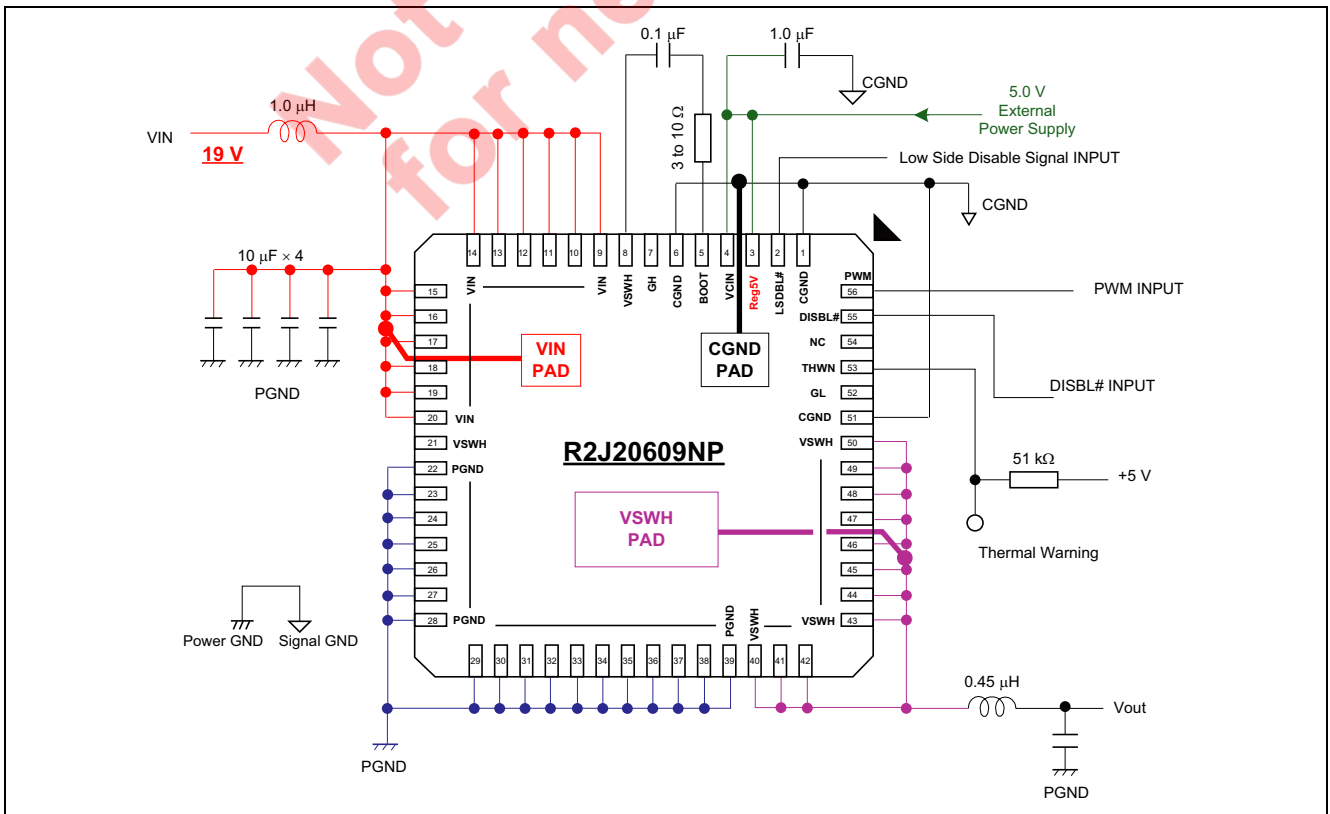 Not
for ne
0.1 μF
1.0 μF
CGND
5.0 V
External
Power Supply
1.0 μH
VIN
19 V
3 to 10 Ω
Low Side Disable Signal INPUT
CGND
10 μF × 4
PGND
14 13 12 11 10 9 8 7 6 5 4 3 2 1
VIN VIN VSWH GH CGND BOOT VCIN Reg5V LSDBL# CGND
15
16
17
18
19
20 VIN
21 VSWH
22 PGND
23
24
25
26
27
28 PGND
VIN
PAD
CGND
PAD
R2J20609NP
VSWH
PAD
PWM
56
PWM INPUT
DISBL# 55
NC 54
THWN 53
DISBL# INPUT
GL 52
CGND 51
VSWH 50
49
48
47
46
45
44
VSWH 43
51 kΩ
+5 V
Thermal Warning
Power GND
Signal GND
PGND VSWH
29 30 31 32 33 34 35 36 37 38 39 40 41 42
0.45 μH
Vout
PGND
PGND